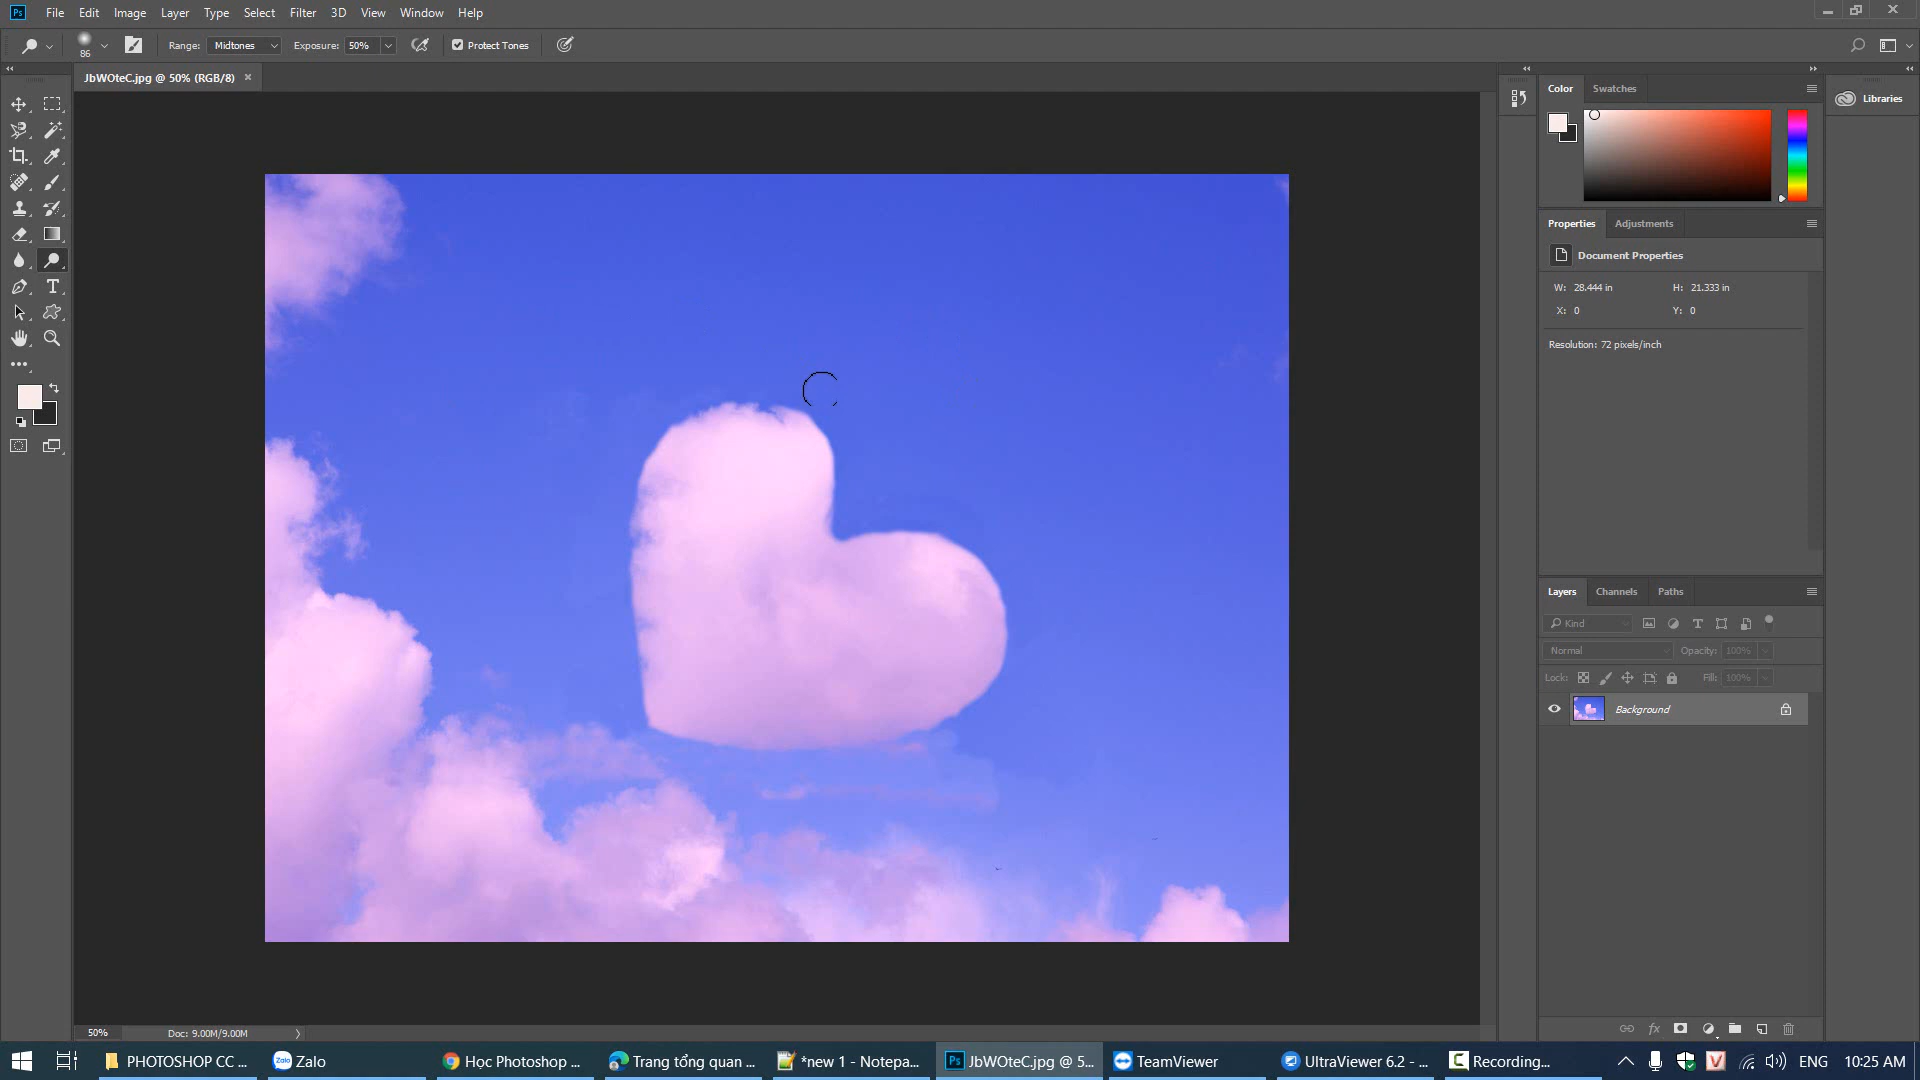 Ps File Edit Image Layer Type Select Filter 3D View Window Help
86 Range: Midtones Exposure: 50% Protect Tones
JbWOteC.jpg @ 50% (RGB/8) ×
Color Swatches
Libraries
Properties Adjustments
Document Properties
W: 28.444 in H: 21.333 in
X: 0 Y: 0
Resolution: 72 pixels/inch
Layers Channels Paths
Kind
Normal Opacity: 100%
Lock: Fill: 100%
Background
fx
50% Doc: 9.00M/9.00M
PHOTOSHOP CC ... Zalo Học Photoshop ... Trang tổng quan ... *new 1 - Notepa... JbWOteC.jpg @ 5... TeamViewer UltraViewer 6.2 - ... Recording... ENG 10:25 AM